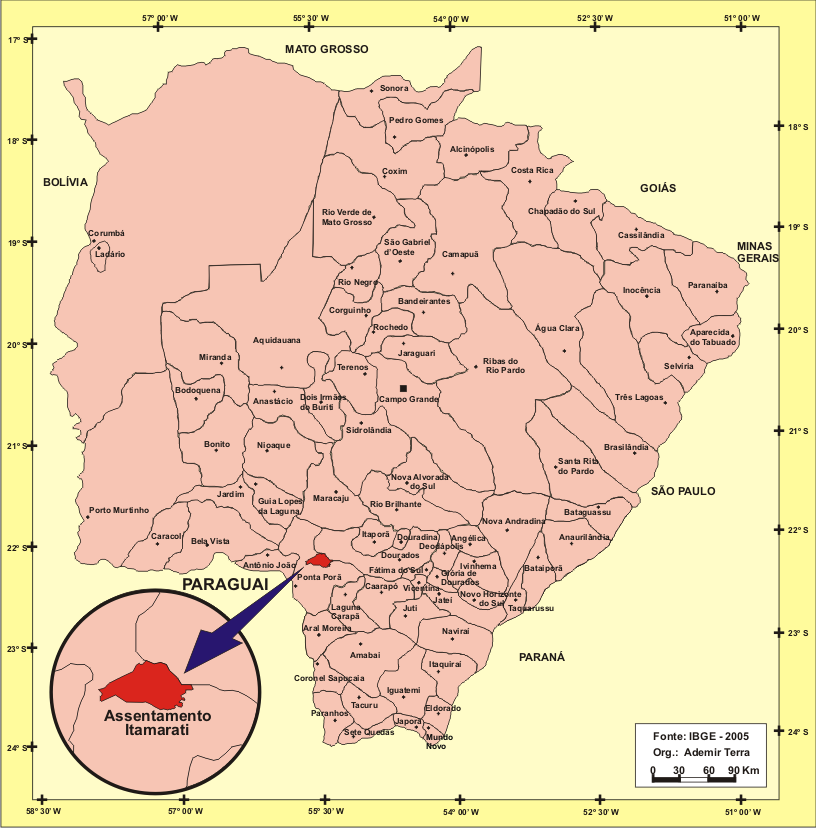 57° 00' W
55° 30' W
54° 00' W
52° 30' W
51° 00' W
17° S
MATO GROSSO
Sonora
Pedro Gomes
18° S
18° S
Alcinópolis
Coxim
Costa Rica
BOLÍVIA
GOIÁS
Rio Verde de
Mato Grosso
Chapadão do Sul
19° S
19° S
Corumbá
Ladário
São Gabriel
d'Oeste
Camapuã
Cassilândia
MINAS
GERAIS
Rio Negro
Inocência
Paranaiba
Bandeirantes
Corguinho
Rochedo
Água Clara
Aparecida
do Tabuado
20° S
20° S
Aquidauana
Jaraguari
Miranda
Terenos
Ribas do
Rio Pardo
Selviria
Bodoquena
Anastácio
Dois Irmãos
do Buriti
Campo Grande
Três Lagoas
Sidrolândia
21° S
21° S
Bonito
Nioaque
Brasilândia
Santa Rita
do Pardo
Nova Alvorada
do Sul
SÃO PAULO
Jardim
Guia Lopes
da Laguna
Maracaju
Rio Brilhante
Porto Murtinho
Bataguassu
Nova Andradina
22° S
22° S
Caracol
Bela Vista
Itaporã
Douradina
Deodápolis
Angélica
Anaurilândia
Antônio João
Dourados
Fátima do Sul
Ivinhema
Bataiporã
Glória de
Dourados
PARAGUAI
Ponta Porã
Caarapó
Vicentina
Jateí
Novo Horizonte
do Sul
Taquarussu
Laguna
Carapã
Juti
Aral Moreira
Navirai
23° S
23° S
Amabai
Itaquirai
PARANÁ
Coronel Sapucaia
Iguatemi
Tacuru
Eldorado
Paranhos
Japorá
Sete Quedas
Mundo
Novo
24° S
24° S
Assentamento
Itamarati
Fonte: IBGE - 2005
Org.: Ademir Terra
0 30 60 90 Km
58° 30' W
57° 00' W
55° 30' W
54° 00' W
52° 30' W
51° 00' W